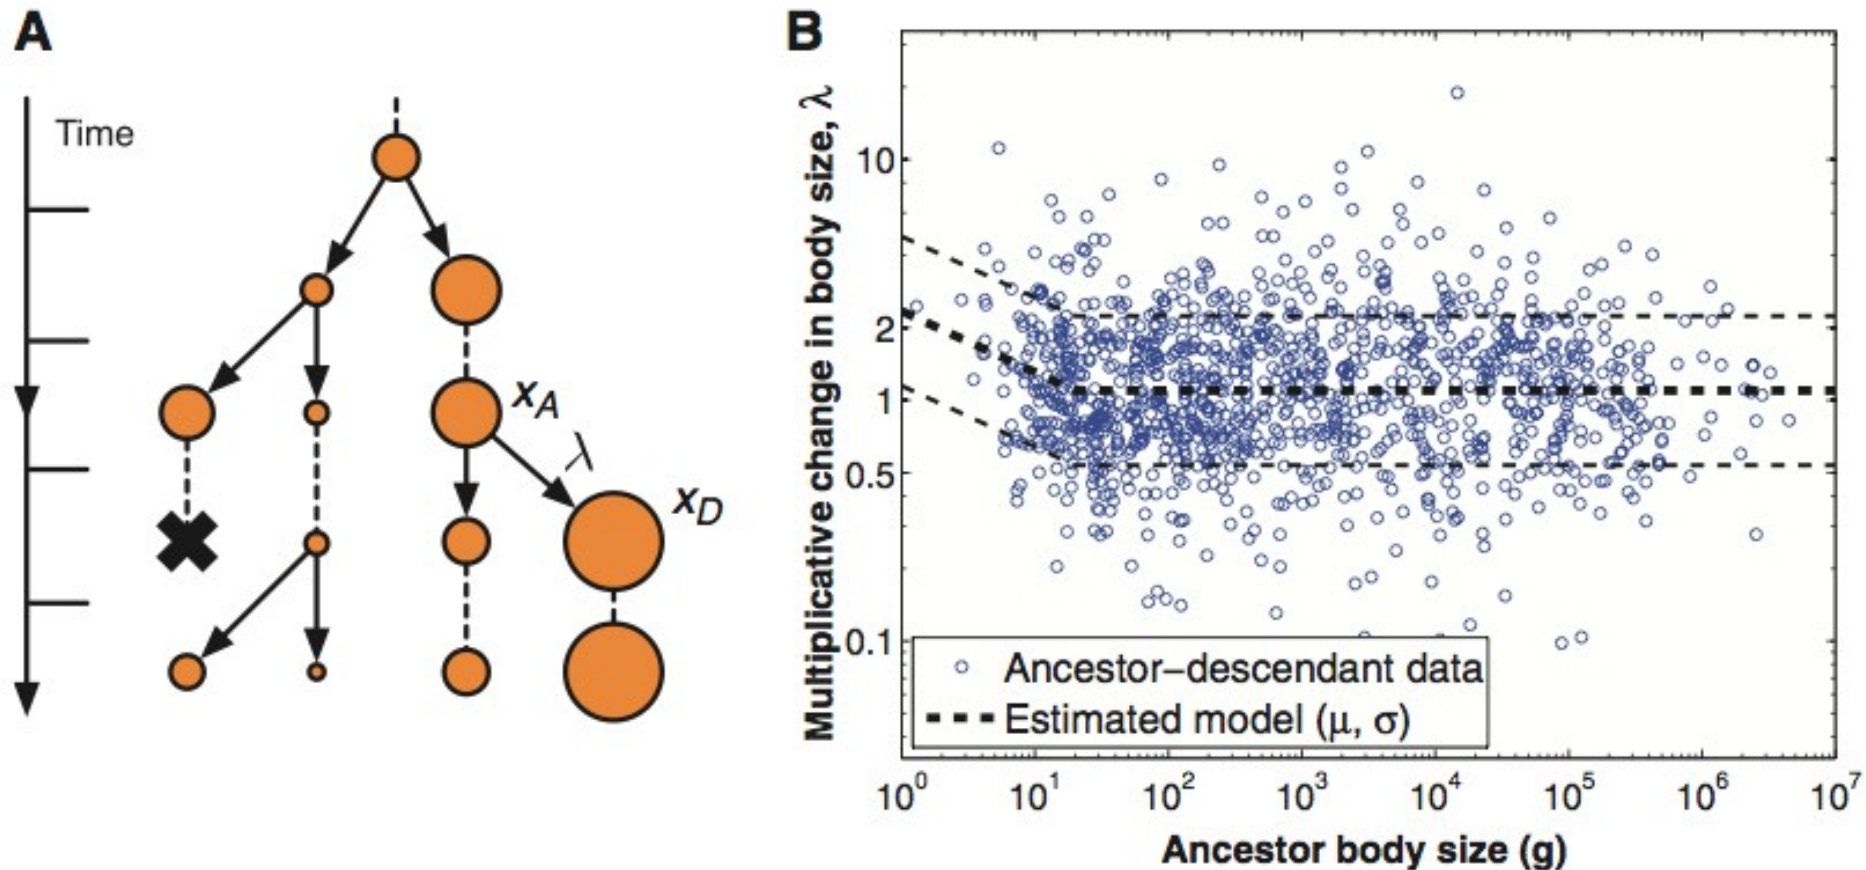 A
Time
x_A
λ
x_D
B
Multiplicative change in body size, λ
10
2
1
0.5
0.1
Ancestor–descendant data
Estimated model (μ, σ)
10^0 10^1 10^2 10^3 10^4 10^5 10^6 10^7
Ancestor body size (g)